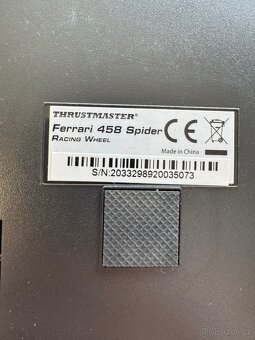 THRUSTMASTER®
Ferrari 458 Spider
RACING WHEEL
CE
Made in China
S/N:2033298920035073